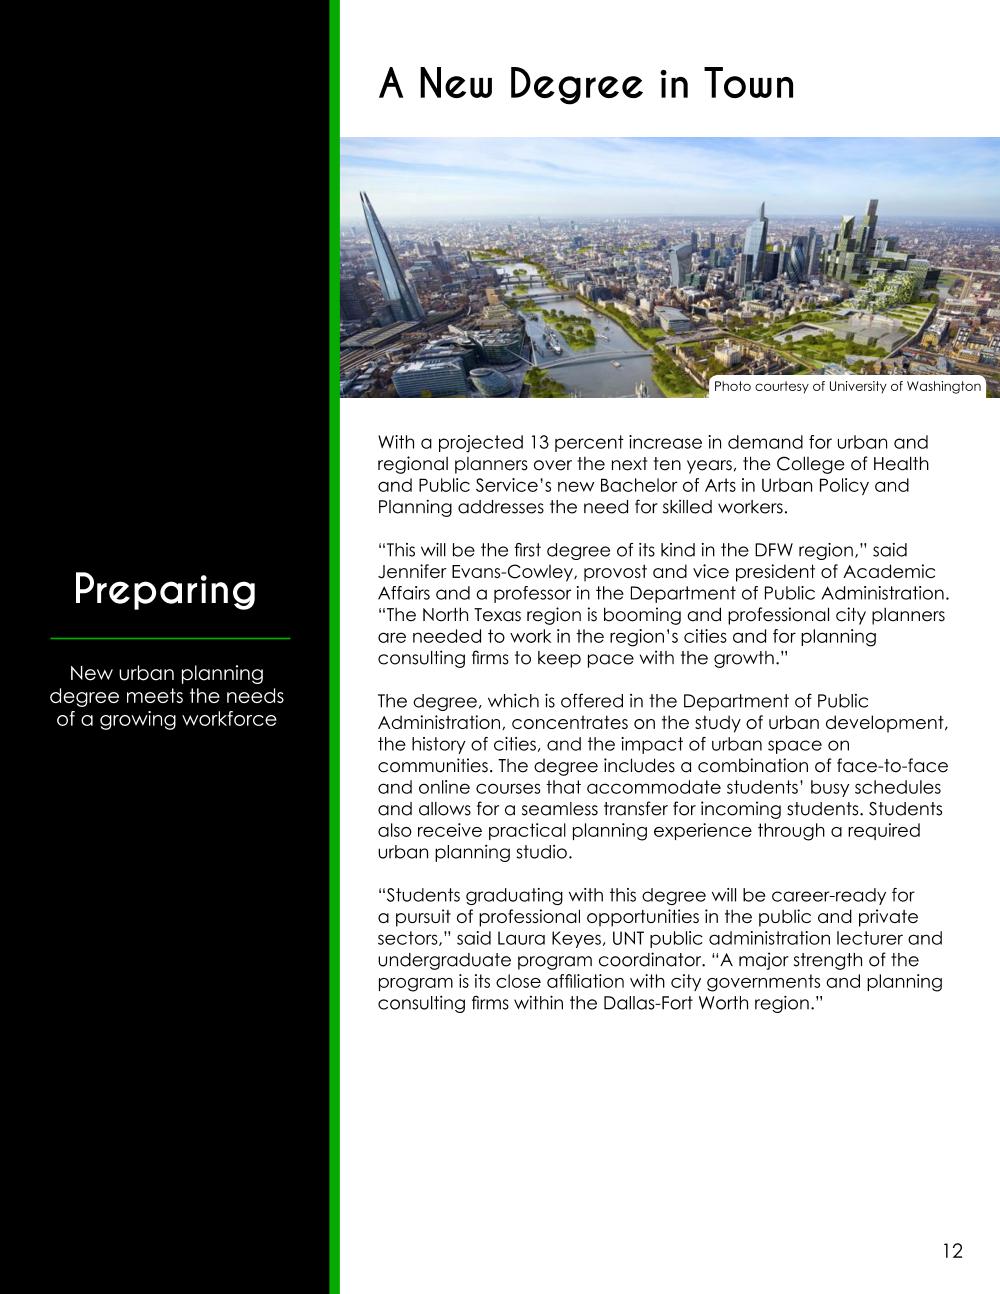 A New Degree in Town
Photo courtesy of University of Washington
Preparing
New urban planning
degree meets the needs
of a growing workforce
With a projected 13 percent increase in demand for urban and
regional planners over the next ten years, the College of Health
and Public Service’s new Bachelor of Arts in Urban Policy and
Planning addresses the need for skilled workers.
“This will be the first degree of its kind in the DFW region,” said
Jennifer Evans-Cowley, provost and vice president of Academic
Affairs and a professor in the Department of Public Administration.
“The North Texas region is booming and professional city planners
are needed to work in the region’s cities and for planning
consulting firms to keep pace with the growth.”
The degree, which is offered in the Department of Public
Administration, concentrates on the study of urban development,
the history of cities, and the impact of urban space on
communities. The degree includes a combination of face-to-face
and online courses that accommodate students’ busy schedules
and allows for a seamless transfer for incoming students. Students
also receive practical planning experience through a required
urban planning studio.
“Students graduating with this degree will be career-ready for
a pursuit of professional opportunities in the public and private
sectors,” said Laura Keyes, UNT public administration lecturer and
undergraduate program coordinator. “A major strength of the
program is its close affiliation with city governments and planning
consulting firms within the Dallas-Fort Worth region.”
12